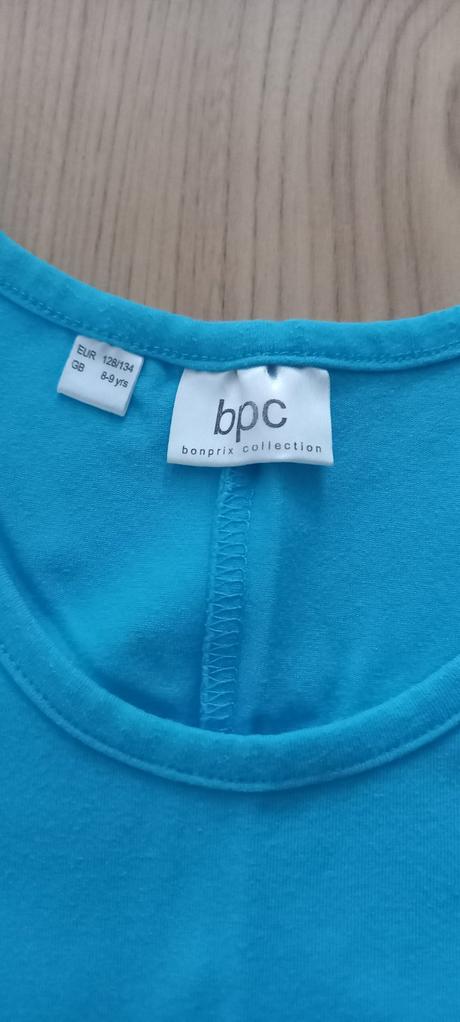 EUR 128/134
GB 8-9 yrs
bpc
bonprix collection